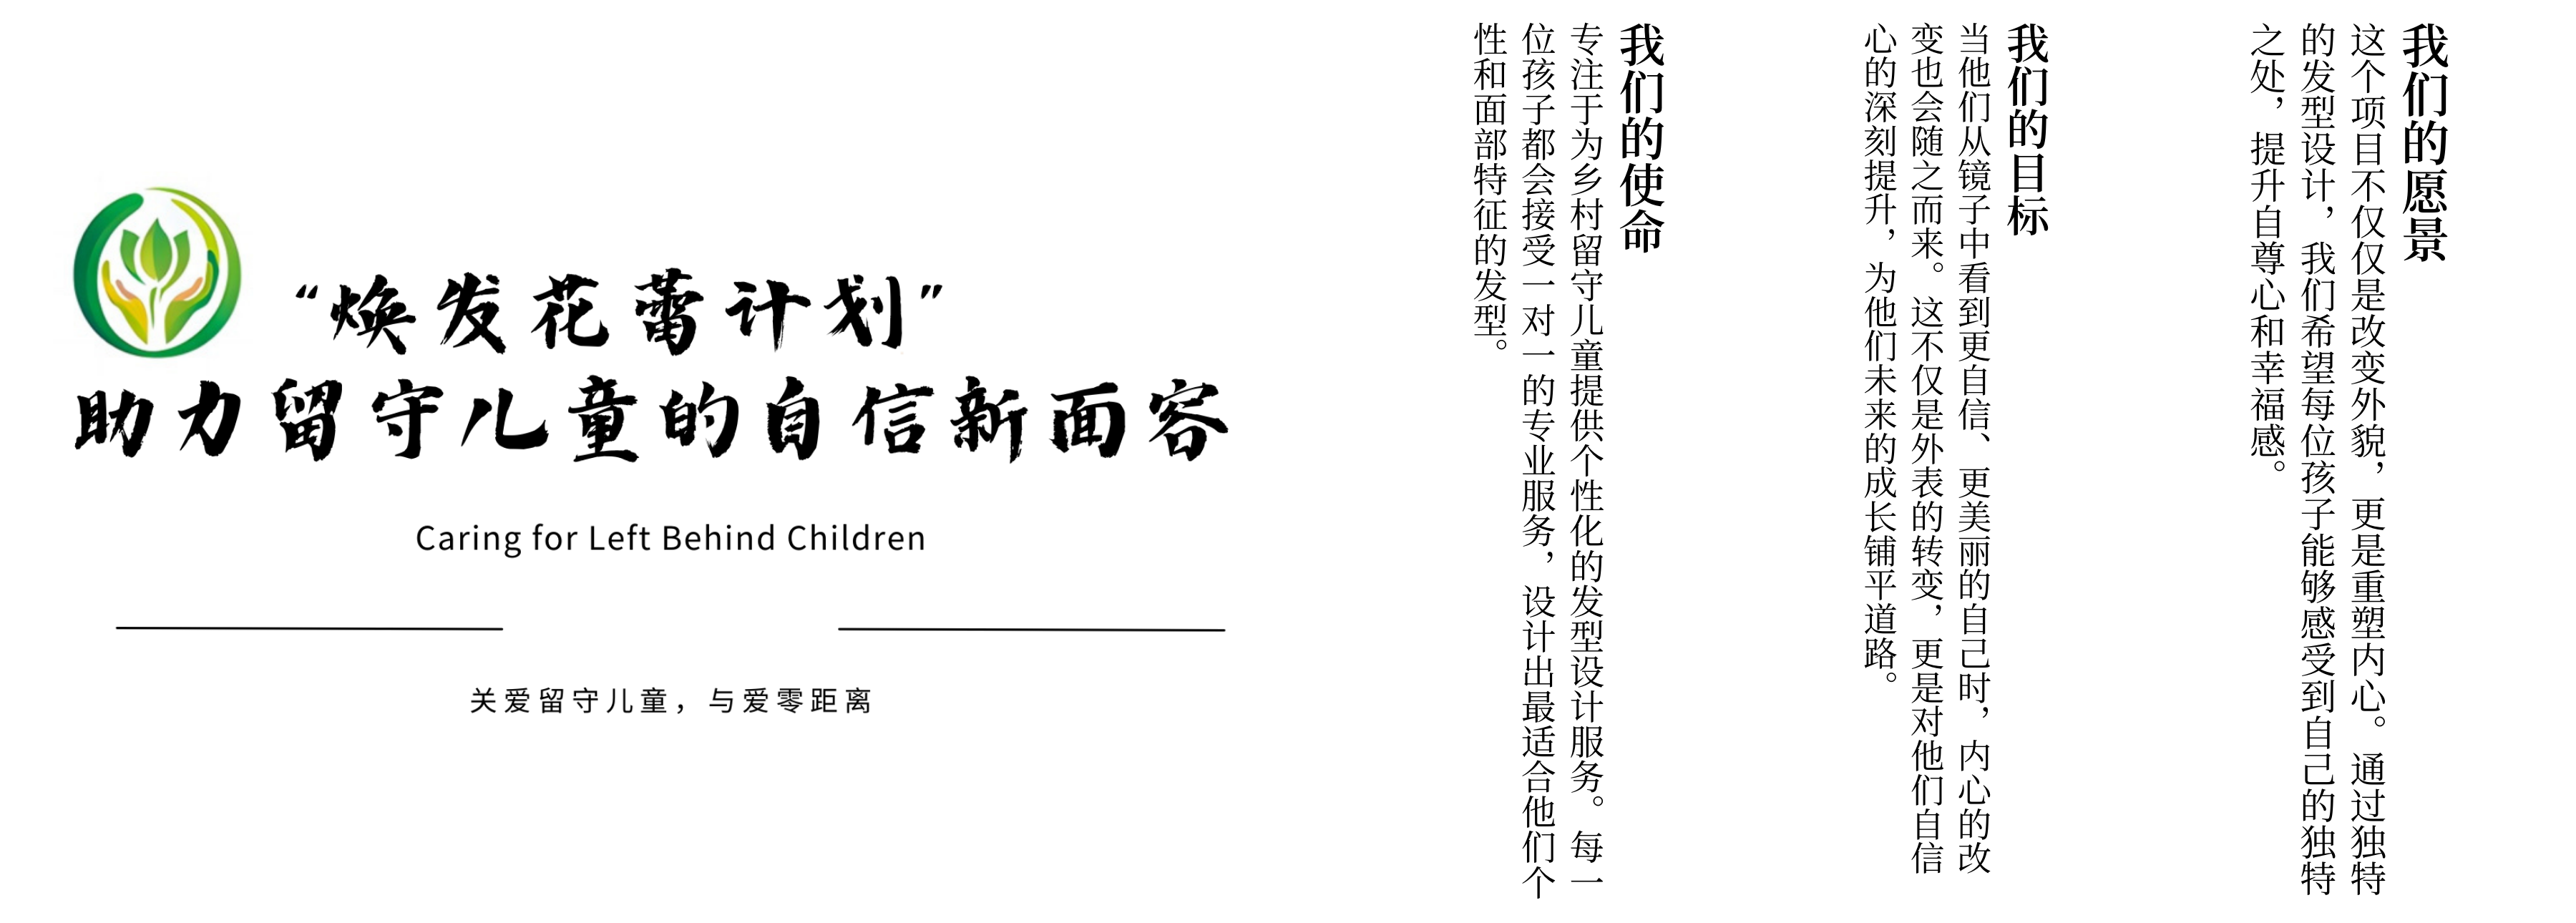 “焕发花蕾计划”
助力留守儿童的自信新面容
Caring for Left Behind Children
关爱留守儿童，与爱零距离
我们的愿景
这个项目不仅仅是改变外貌，更是重塑内心。通过独特
的发型设计，我们希望每位孩子能够感受到自己的独特
之处，提升自尊心和幸福感。
我们的目标
当他们从镜子中看到更自信、更美丽的自己时，内心的改
变也会随之而来。这不仅是外表的转变，更是对他们自信
心的深刻提升，为他们未来的成长铺平道路。
我们的使命
专注于为乡村留守儿童提供个性化的发型设计服务。每一
位孩子都会接受一对一的专业服务，设计出最适合他们个
性和面部特征的发型。